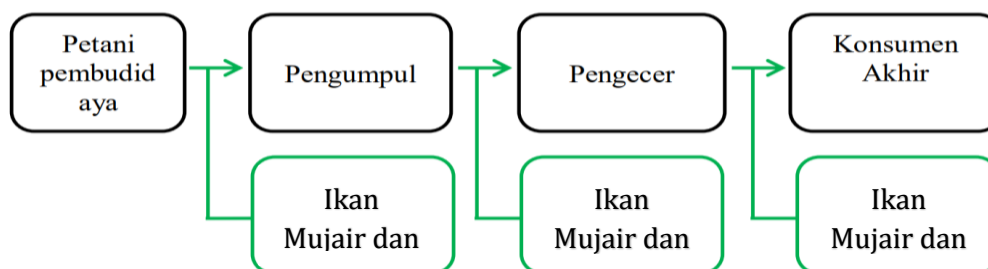 Petani
pembudid
aya
Pengumpul
Pengecer
Konsumen
Akhir
Ikan
Mujair dan
Ikan
Mujair dan
Ikan
Mujair dan